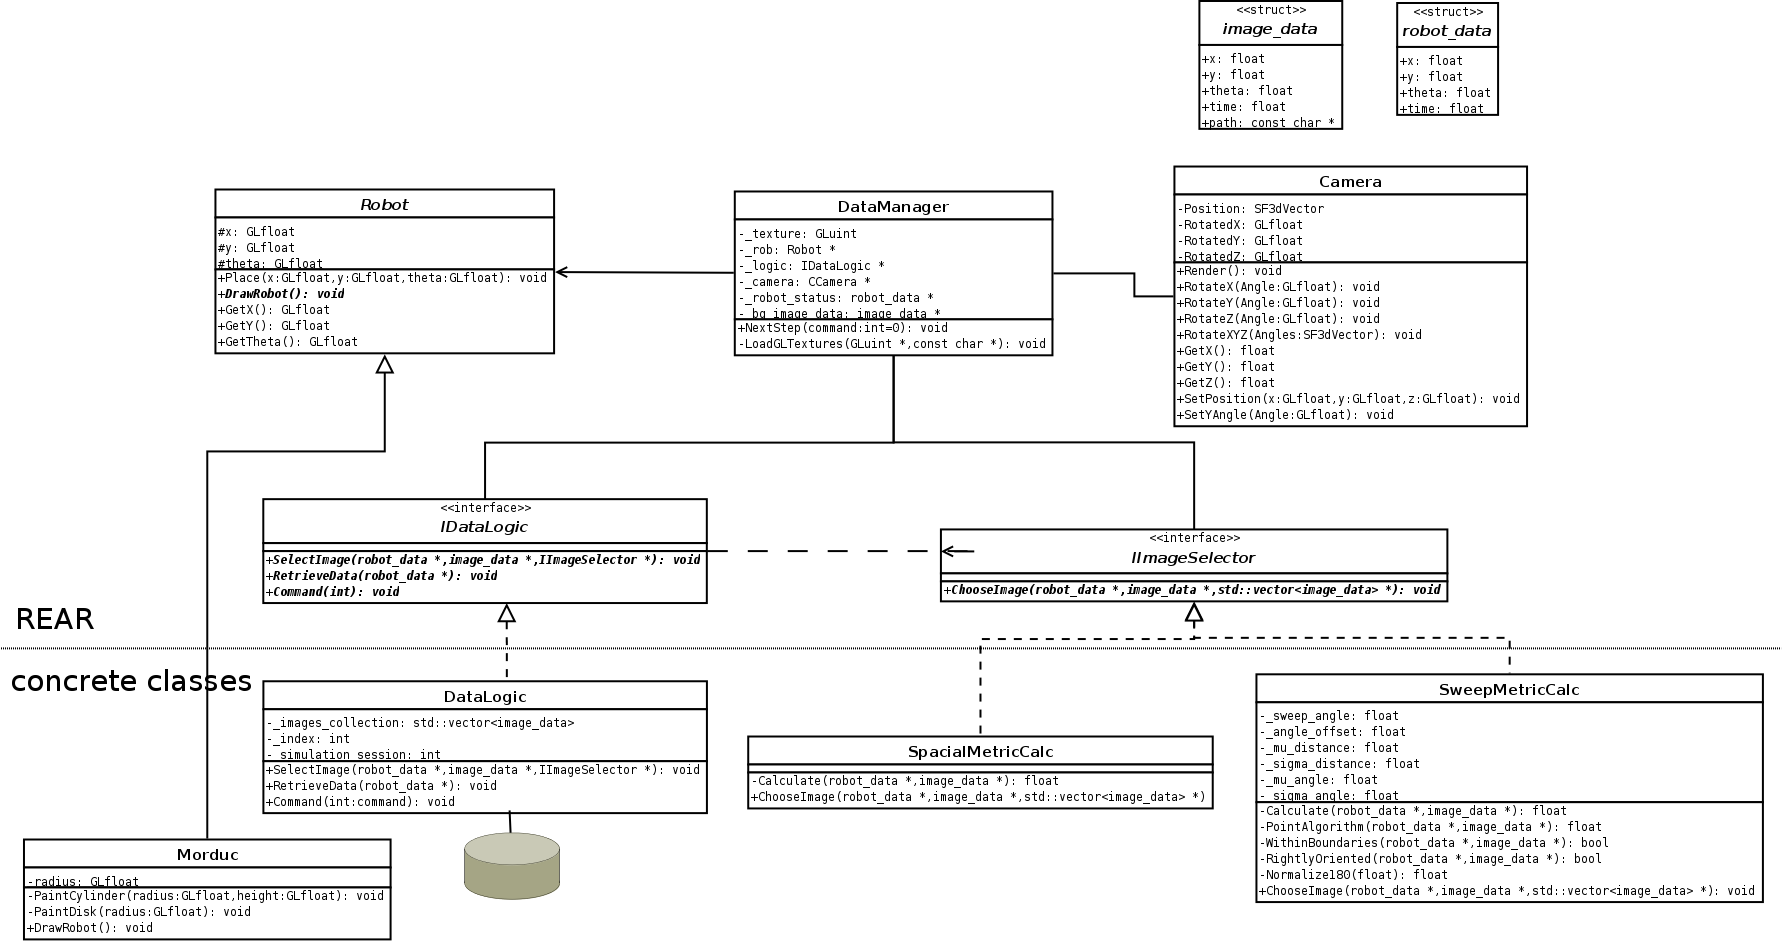 <<struct>>
image_data
+x: float
+y: float
+theta: float
+time: float
+path: const char *
<<struct>>
robot_data
+x: float
+y: float
+theta: float
+time: float
Robot
#x: GLfloat
#y: GLfloat
#theta: GLfloat
+Place(x:GLfloat,y:GLfloat,theta:GLfloat): void
+DrawRobot(): void
+GetX(): GLfloat
+GetY(): GLfloat
+GetTheta(): GLfloat
DataManager
-_texture: GLuint
-_rob: Robot *
-_logic: IDataLogic *
-_camera: CCamera *
-_robot_status: robot_data *
-_bg_image_data: image_data *
+NextStep(command:int=0): void
-LoadGLTextures(GLuint *,const char *): void
Camera
-Position: SF3dVector
-RotatedX: GLfloat
-RotatedY: GLfloat
-RotatedZ: GLfloat
+Render(): void
+RotateX(Angle:GLfloat): void
+RotateY(Angle:GLfloat): void
+RotateZ(Angle:GLfloat): void
+RotateXYZ(Angles:SF3dVector): void
+GetX(): float
+GetY(): float
+GetZ(): float
+SetPosition(x:GLfloat,y:GLfloat,z:GLfloat): void
+SetYAngle(Angle:GLfloat): void
<<interface>>
IDataLogic
+SelectImage(robot_data *,image_data *,IImageSelector *): void
+RetrieveData(robot_data *): void
+Command(int): void
<<interface>>
IImageSelector
+ChooseImage(robot_data *,image_data *,std::vector<image_data> *): void
REAR
concrete classes
DataLogic
-_images_collection: std::vector<image_data>
-_index: int
-_simulation_session: int
+SelectImage(robot_data *,image_data *,IImageSelector *): void
+RetrieveData(robot_data *): void
+Command(int:command): void
SpacialMetricCalc
-Calculate(robot_data *,image_data *): float
+ChooseImage(robot_data *,image_data *,std::vector<image_data> *)
SweepMetricCalc
-_sweep_angle: float
-_angle_offset: float
-_mu_distance: float
-_sigma_distance: float
-_mu_angle: float
-_sigma_angle: float
-Calculate(robot_data *,image_data *): float
-PointAlgorithm(robot_data *,image_data *): float
-WithinBoundaries(robot_data *,image_data *): bool
-RightlyOriented(robot_data *,image_data *): bool
-Normalize180(float): float
+ChooseImage(robot_data *,image_data *,std::vector<image_data> *): void
Morduc
-radius: GLfloat
-PaintCylinder(radius:GLfloat,height:GLfloat): void
-PaintDisk(radius:GLfloat): void
+DrawRobot(): void